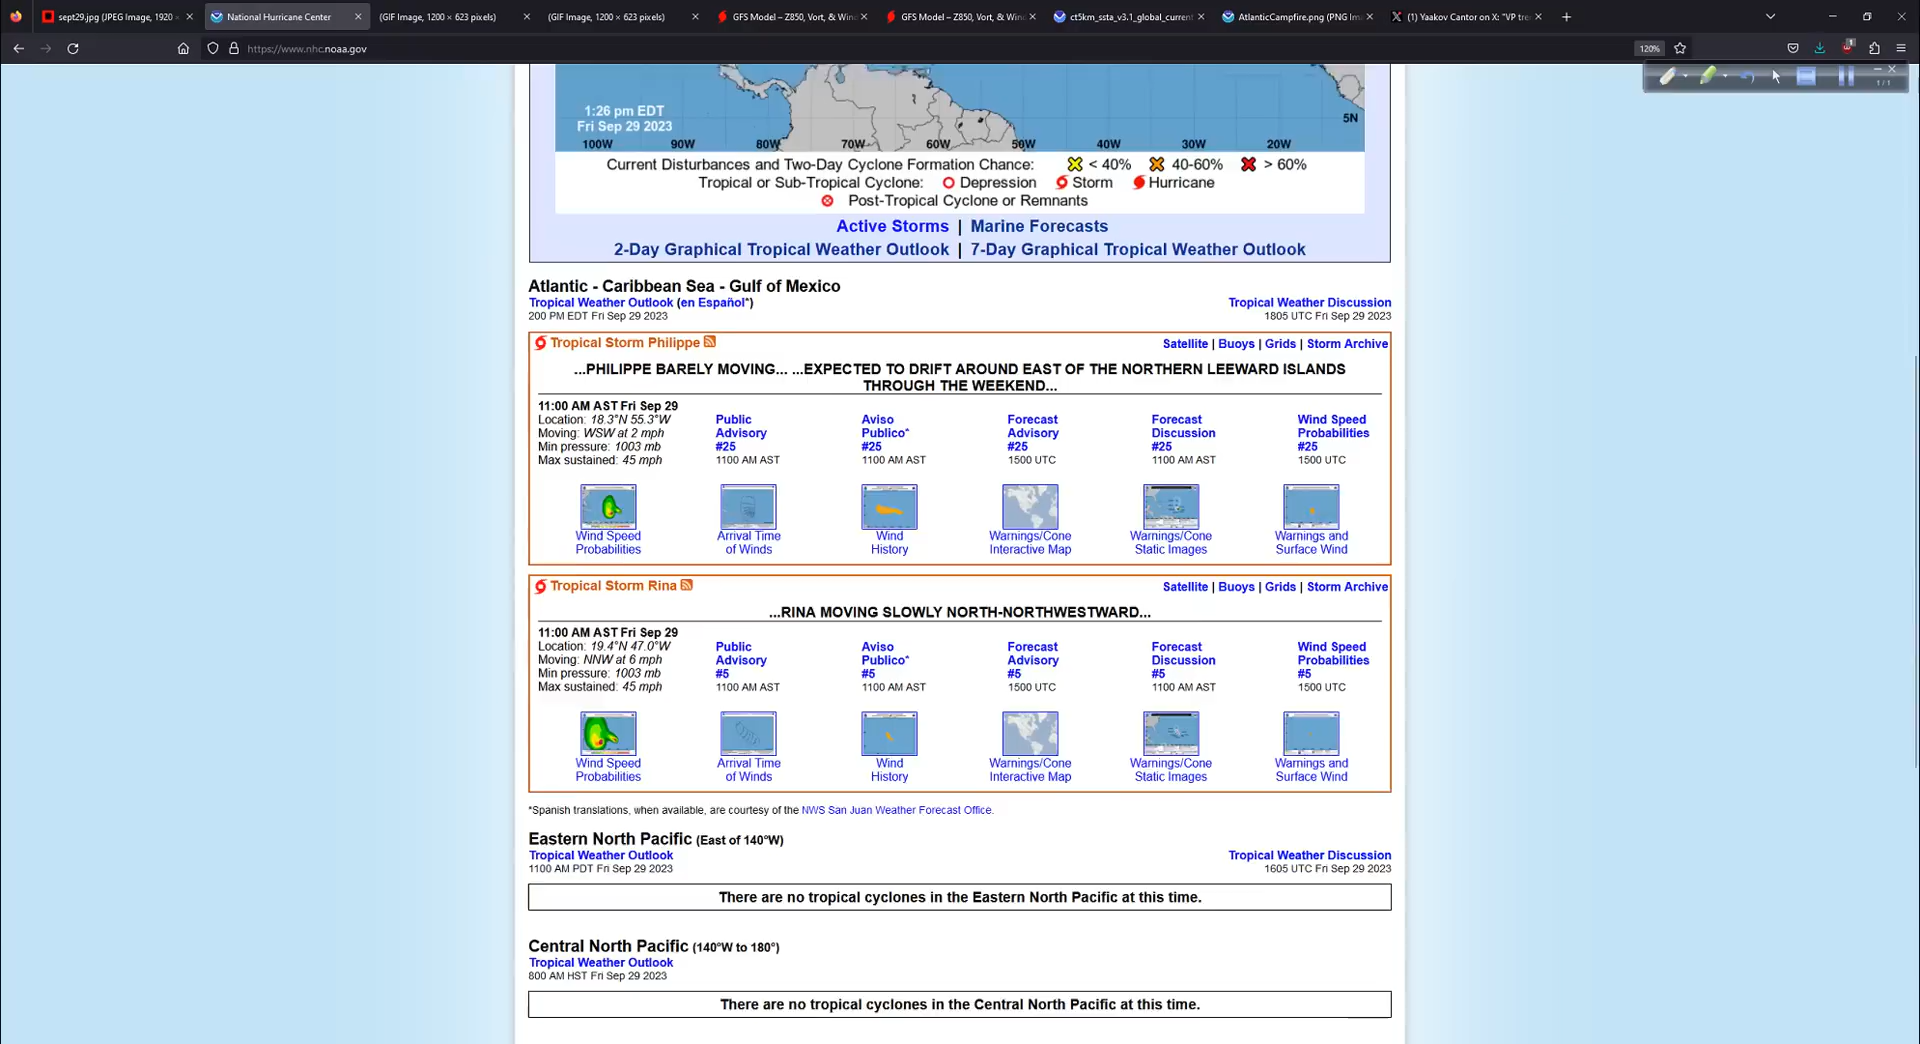 sept29.jpg (JPEG Image, 1920 ×
National Hurricane Center
(GIF Image, 1200 × 623 pixels)
(GIF Image, 1200 × 623 pixels)
GFS Model – Z850, Vort, & Win
GFS Model – Z850, Vort, & Win
ct5km_ssta_v3.1_global_current
AtlanticCampfire.png (PNG Im
(1) Yaakov Cantor on X: "VP tre
https://www.nhc.noaa.gov
120%
1
1 / 1
1:26 pm EDT
Fri Sep 29 2023
5N
100W 90W 80W 70W 60W 50W 40W 30W 20W
Current Disturbances and Two-Day Cyclone Formation Chance: < 40% 40-60% > 60%
Tropical or Sub-Tropical Cyclone: Depression Storm Hurricane
Post-Tropical Cyclone or Remnants
Active Storms | Marine Forecasts
2-Day Graphical Tropical Weather Outlook | 7-Day Graphical Tropical Weather Outlook
Atlantic - Caribbean Sea - Gulf of Mexico
Tropical Weather Outlook (en Español*) Tropical Weather Discussion
200 PM EDT Fri Sep 29 2023 1805 UTC Fri Sep 29 2023
Tropical Storm Philippe Satellite | Buoys | Grids | Storm Archive
...PHILIPPE BARELY MOVING... ...EXPECTED TO DRIFT AROUND EAST OF THE NORTHERN LEEWARD ISLANDS
THROUGH THE WEEKEND...
11:00 AM AST Fri Sep 29
Location: 18.3°N 55.3°W Public Aviso Forecast Forecast Wind Speed
Moving: WSW at 2 mph Advisory Publico* Advisory Discussion Probabilities
Min pressure: 1003 mb #25 #25 #25 #25 #25
Max sustained: 45 mph 1100 AM AST 1100 AM AST 1500 UTC 1100 AM AST 1500 UTC
Wind Speed Arrival Time Wind Warnings/Cone Warnings/Cone Warnings and
Probabilities of Winds History Interactive Map Static Images Surface Wind
Tropical Storm Rina Satellite | Buoys | Grids | Storm Archive
...RINA MOVING SLOWLY NORTH-NORTHWESTWARD...
11:00 AM AST Fri Sep 29
Location: 19.4°N 47.0°W Public Aviso Forecast Forecast Wind Speed
Moving: NNW at 6 mph Advisory Publico* Advisory Discussion Probabilities
Min pressure: 1003 mb #5 #5 #5 #5 #5
Max sustained: 45 mph 1100 AM AST 1100 AM AST 1500 UTC 1100 AM AST 1500 UTC
Wind Speed Arrival Time Wind Warnings/Cone Warnings/Cone Warnings and
Probabilities of Winds History Interactive Map Static Images Surface Wind
*Spanish translations, when available, are courtesy of the NWS San Juan Weather Forecast Office.
Eastern North Pacific (East of 140°W)
Tropical Weather Outlook Tropical Weather Discussion
1100 AM PDT Fri Sep 29 2023 1605 UTC Fri Sep 29 2023
There are no tropical cyclones in the Eastern North Pacific at this time.
Central North Pacific (140°W to 180°)
Tropical Weather Outlook
800 AM HST Fri Sep 29 2023
There are no tropical cyclones in the Central North Pacific at this time.